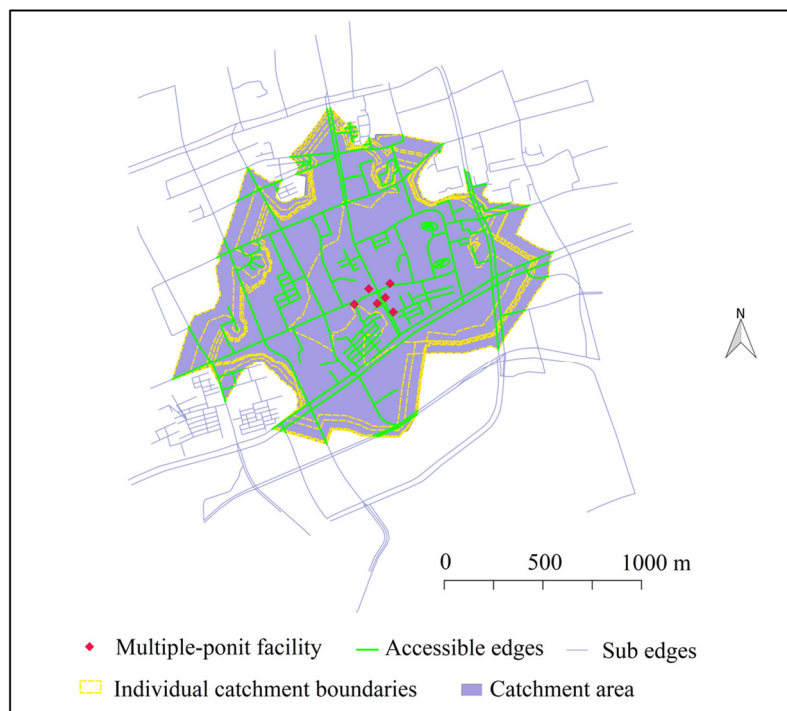 N
0 500 1000 m
Multiple-ponit facility Accessible edges Sub edges
Individual catchment boundaries Catchment area